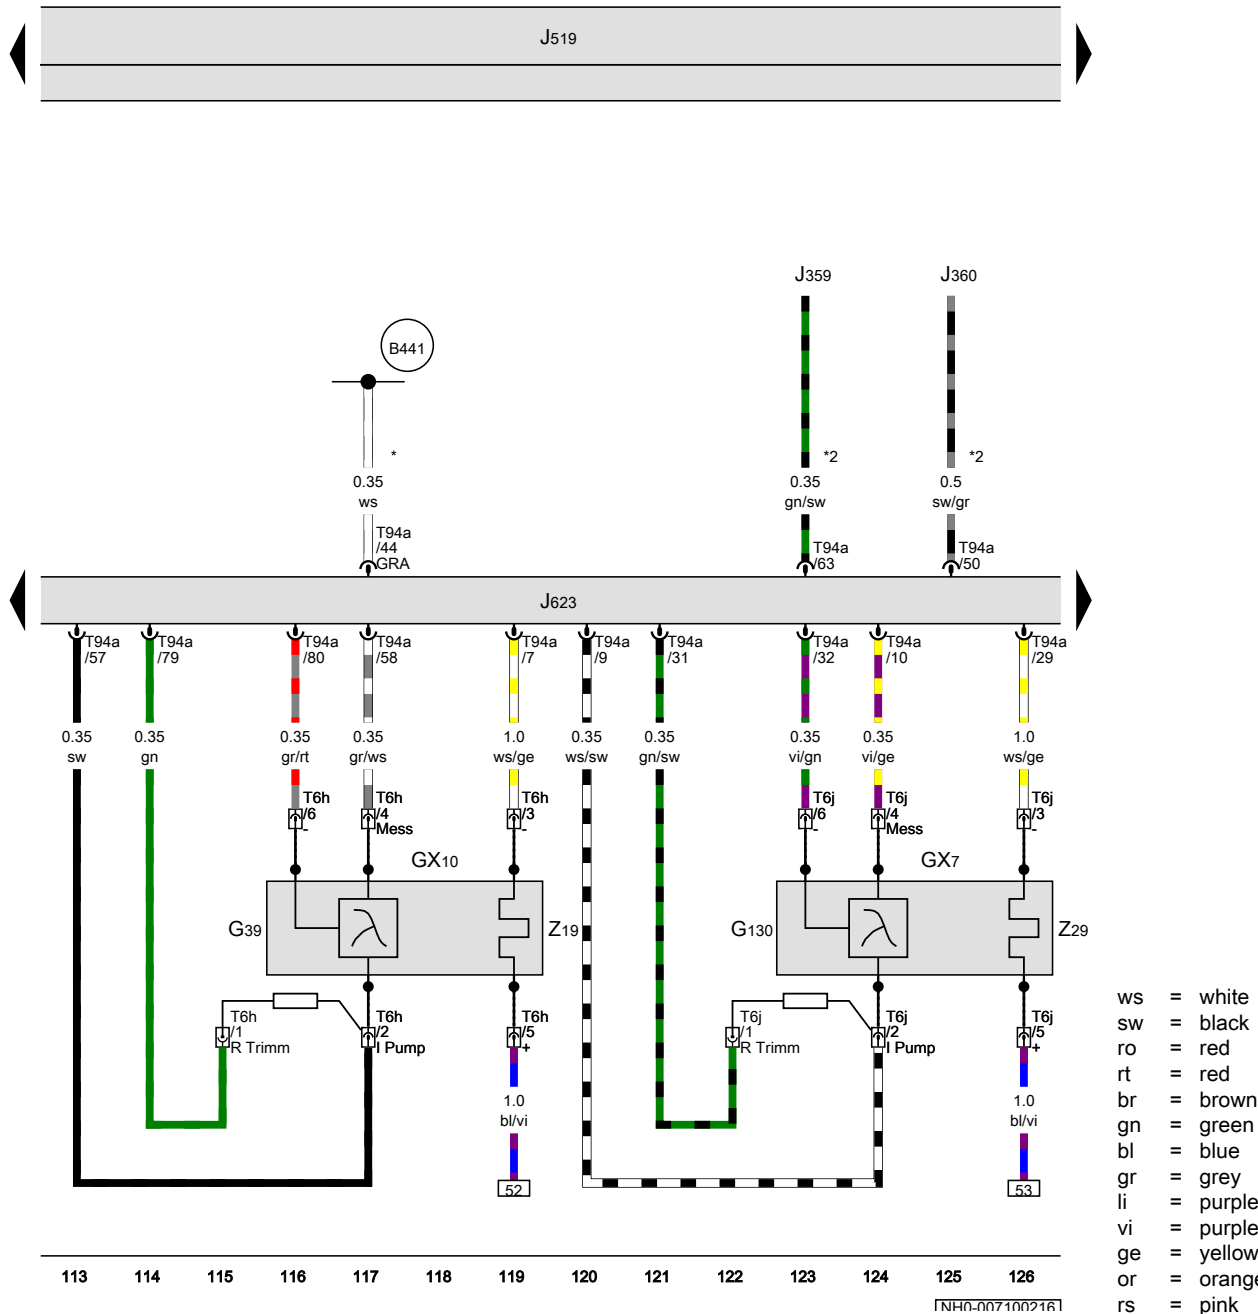 J519
J359
J360
B441
*
*2
*2
0.35
0.35
0.5
ws
gn/sw
sw/gr
T94a
/44
GRA
T94a
/63
T94a
/50
J623
T94a
/57
T94a
/79
T94a
/80
T94a
/58
T94a
/7
T94a
/9
T94a
/31
T94a
/32
T94a
/10
T94a
/29
0.35
0.35
0.35
0.35
1.0
0.35
0.35
0.35
0.35
1.0
sw
gn
gr/rt
gr/ws
ws/ge
ws/sw
gn/sw
vi/gn
vi/ge
ws/ge
T6h
/6
-
T6h
/4
Mess
T6h
/3
-
T6j
/6
-
T6j
/4
Mess
T6j
/3
-
GX10
GX7
G39
Z19
G130
Z29
T6h
/1
R Trimm
T6h
/2
I Pump
T6h
/5
+
T6j
/1
R Trimm
T6j
/2
I Pump
T6j
/5
+
1.0
bl/vi
1.0
bl/vi
52
53
113 114 115 116 117 118 119 120 121 122 123 124 125 126
NH0-007100216
ws = white
sw = black
ro = red
rt = red
br = brown
gn = green
bl = blue
gr = grey
li = purple
vi = purple
ge = yellow
or = orange
rs = pink